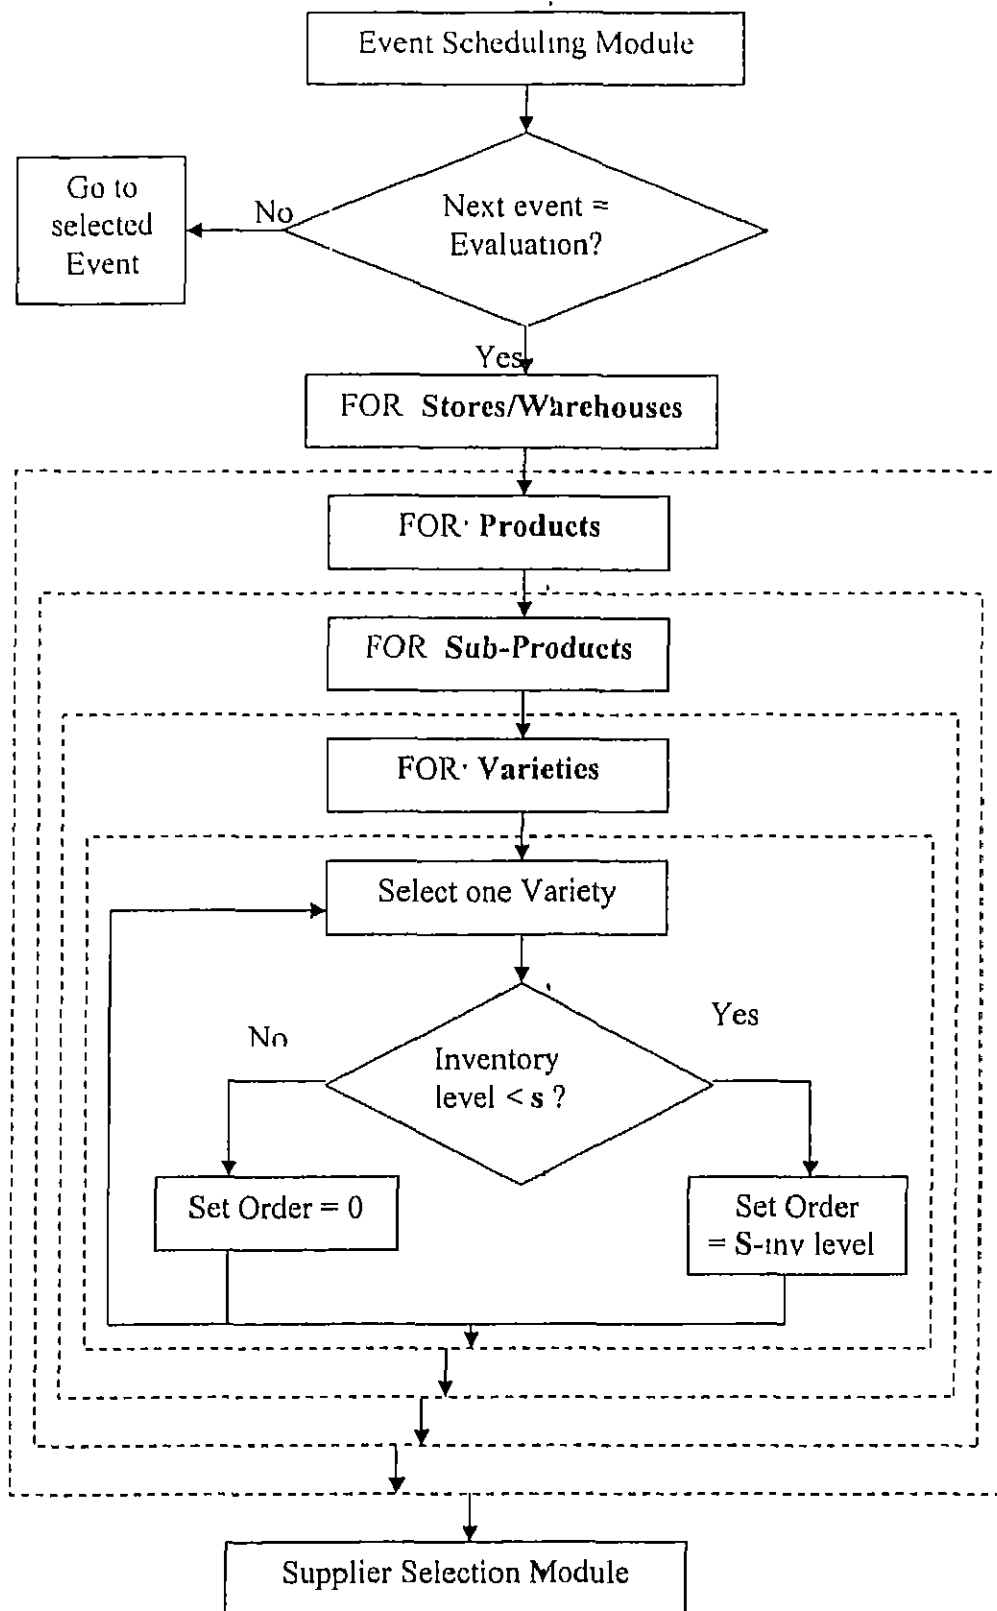 Event Scheduling Module
Next event =
Evaluation?
No
Go to
selected
Event
Yes
FOR Stores/Warehouses
FOR· Products
FOR Sub-Products
FOR· Varieties
Select one Variety
Inventory
level < s ?
No
Yes
Set Order = 0
Set Order
= S-inv level
Supplier Selection Module